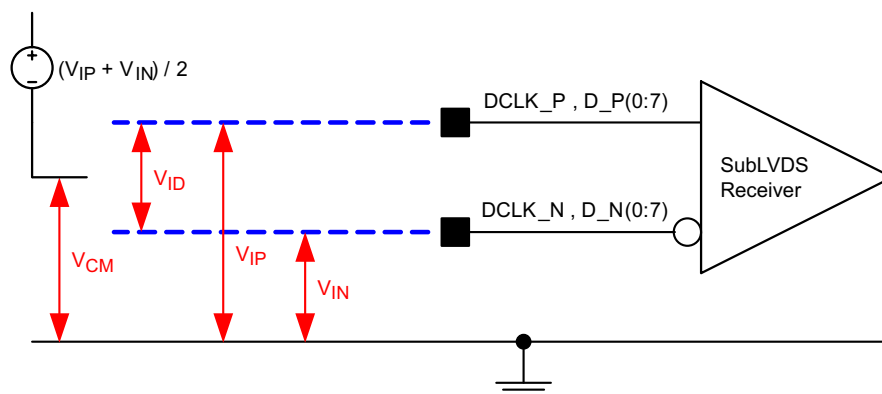 +
(VIP + VIN) / 2
−
DCLK_P , D_P(0:7)
SubLVDS
Receiver
VID
DCLK_N , D_N(0:7)
VCM
VIP
VIN